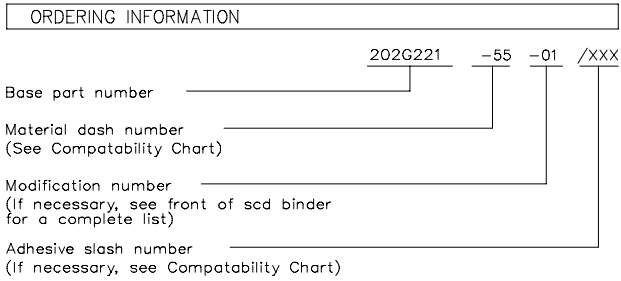 ORDERING INFORMATION
202G221 -55 -01 /XXX
Base part number
Material dash number
(See Compatability Chart)
Modification number
(If necessary, see front of scd binder
for a complete list)
Adhesive slash number
(If necessary, see Compatability Chart)